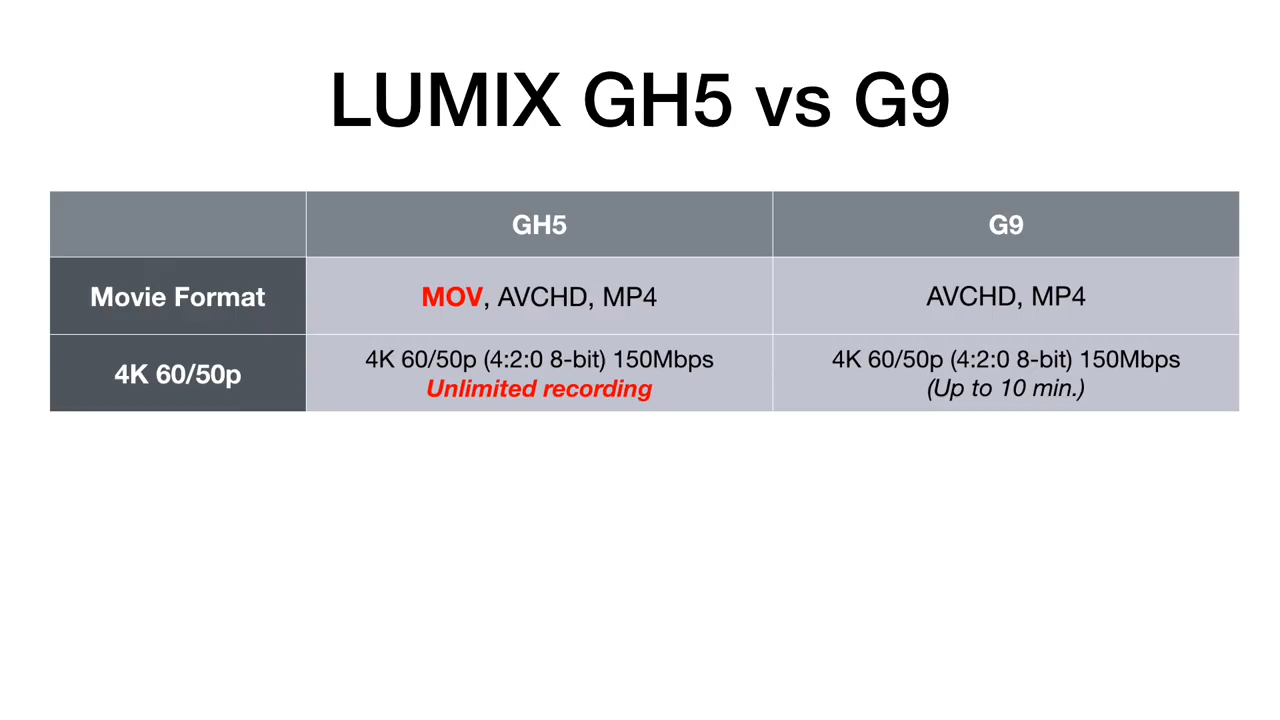 LUMIX GH5 vs G9
GH5
G9
Movie Format
MOV, AVCHD, MP4
AVCHD, MP4
4K 60/50p
4K 60/50p (4:2:0 8-bit) 150Mbps
Unlimited recording
4K 60/50p (4:2:0 8-bit) 150Mbps
(Up to 10 min.)